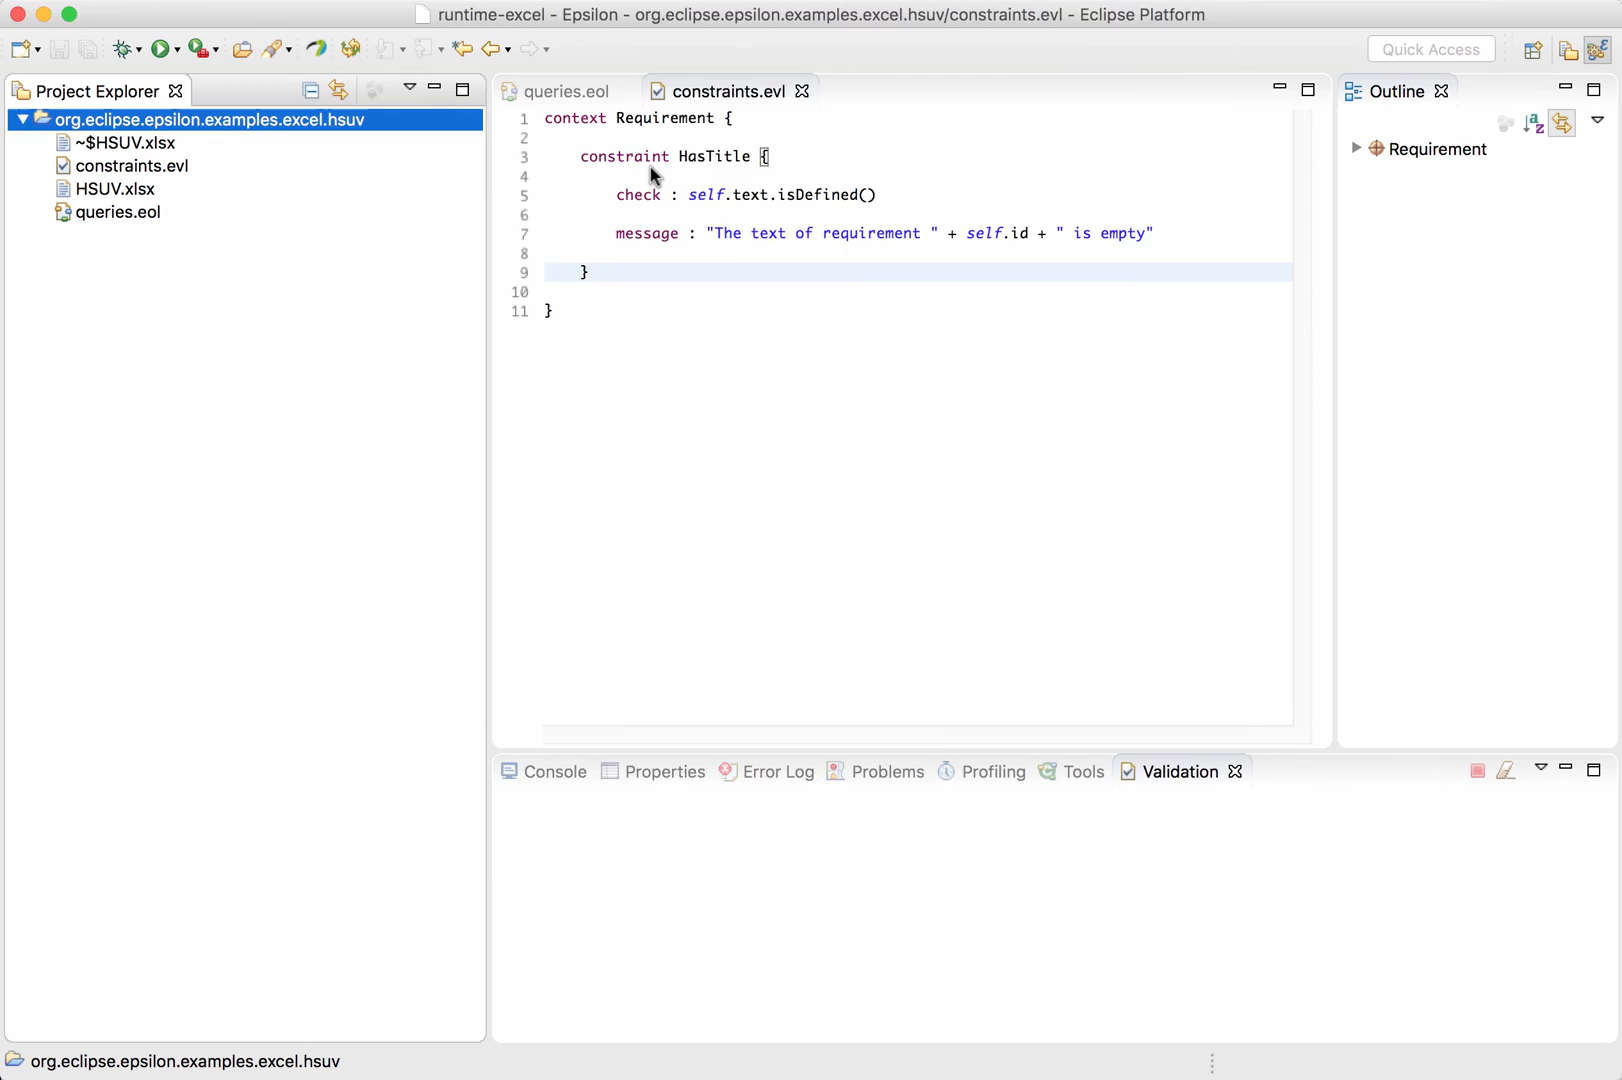 runtime-excel - Epsilon - org.eclipse.epsilon.examples.excel.hsuv/constraints.evl - Eclipse Platform
Quick Access
Project Explorer
org.eclipse.epsilon.examples.excel.hsuv
~$HSUV.xlsx
constraints.evl
HSUV.xlsx
queries.eol
queries.eol
constraints.evl
1 context Requirement {
2
3 constraint HasTitle {
4
5 check : self.text.isDefined()
6
7 message : "The text of requirement " + self.id + " is empty"
8
9 }
10
11 }
Outline
Requirement
Console
Properties
Error Log
Problems
Profiling
Tools
Validation
org.eclipse.epsilon.examples.excel.hsuv